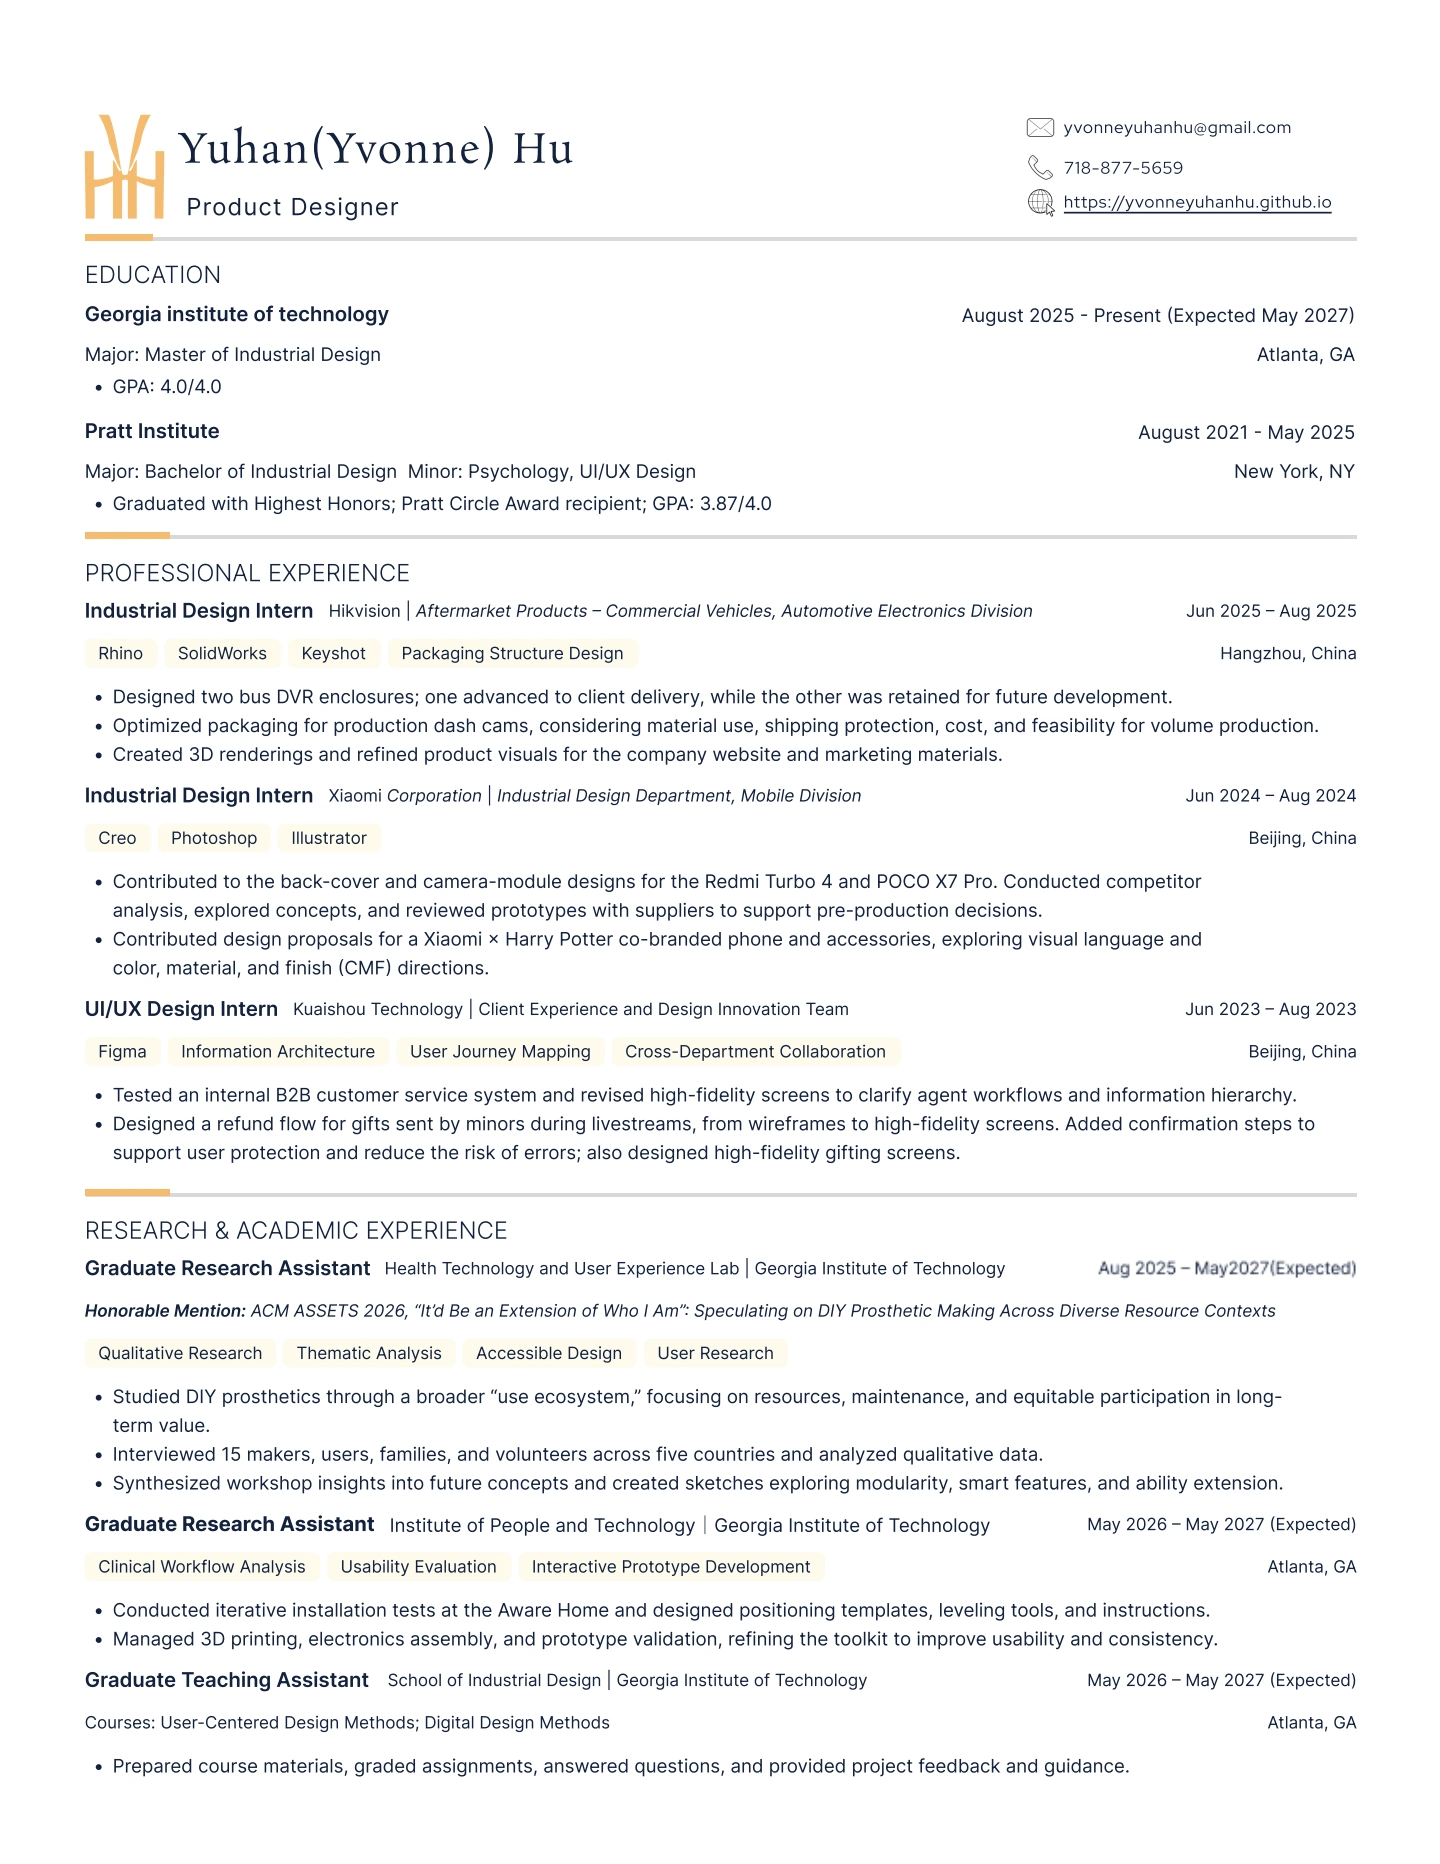 Yuhan(Yvonne) Hu
Product Designer
yvonneyuhanhu@gmail.com
718-877-5659
https://yvonneyuhanhu.github.io
EDUCATION
Georgia institute of technology August 2025 - Present (Expected May 2027)
Major: Master of Industrial Design Atlanta, GA
• GPA: 4.0/4.0
Pratt Institute August 2021 - May 2025
Major: Bachelor of Industrial Design Minor: Psychology, UI/UX Design New York, NY
• Graduated with Highest Honors; Pratt Circle Award recipient; GPA: 3.87/4.0
PROFESSIONAL EXPERIENCE
Industrial Design Intern Hikvision | Aftermarket Products – Commercial Vehicles, Automotive Electronics Division Jun 2025 – Aug 2025
Rhino SolidWorks Keyshot Packaging Structure Design Hangzhou, China
• Designed two bus DVR enclosures; one advanced to client delivery, while the other was retained for future development.
• Optimized packaging for production dash cams, considering material use, shipping protection, cost, and feasibility for volume production.
• Created 3D renderings and refined product visuals for the company website and marketing materials.
Industrial Design Intern Xiaomi Corporation | Industrial Design Department, Mobile Division Jun 2024 – Aug 2024
Creo Photoshop Illustrator Beijing, China
• Contributed to the back-cover and camera-module designs for the Redmi Turbo 4 and POCO X7 Pro. Conducted competitor
analysis, explored concepts, and reviewed prototypes with suppliers to support pre-production decisions.
• Contributed design proposals for a Xiaomi × Harry Potter co-branded phone and accessories, exploring visual language and
color, material, and finish (CMF) directions.
UI/UX Design Intern Kuaishou Technology | Client Experience and Design Innovation Team Jun 2023 – Aug 2023
Figma Information Architecture User Journey Mapping Cross-Department Collaboration Beijing, China
• Tested an internal B2B customer service system and revised high-fidelity screens to clarify agent workflows and information hierarchy.
• Designed a refund flow for gifts sent by minors during livestreams, from wireframes to high-fidelity screens. Added confirmation steps to
support user protection and reduce the risk of errors; also designed high-fidelity gifting screens.
RESEARCH & ACADEMIC EXPERIENCE
Graduate Research Assistant Health Technology and User Experience Lab | Georgia Institute of Technology Aug 2025 – May2027(Expected)
Honorable Mention: ACM ASSETS 2026, “It’d Be an Extension of Who I Am”: Speculating on DIY Prosthetic Making Across Diverse Resource Contexts
Qualitative Research Thematic Analysis Accessible Design User Research
• Studied DIY prosthetics through a broader “use ecosystem,” focusing on resources, maintenance, and equitable participation in long-
term value.
• Interviewed 15 makers, users, families, and volunteers across five countries and analyzed qualitative data.
• Synthesized workshop insights into future concepts and created sketches exploring modularity, smart features, and ability extension.
Graduate Research Assistant Institute of People and Technology | Georgia Institute of Technology May 2026 – May 2027 (Expected)
Clinical Workflow Analysis Usability Evaluation Interactive Prototype Development Atlanta, GA
• Conducted iterative installation tests at the Aware Home and designed positioning templates, leveling tools, and instructions.
• Managed 3D printing, electronics assembly, and prototype validation, refining the toolkit to improve usability and consistency.
Graduate Teaching Assistant School of Industrial Design | Georgia Institute of Technology May 2026 – May 2027 (Expected)
Courses: User-Centered Design Methods; Digital Design Methods Atlanta, GA
• Prepared course materials, graded assignments, answered questions, and provided project feedback and guidance.